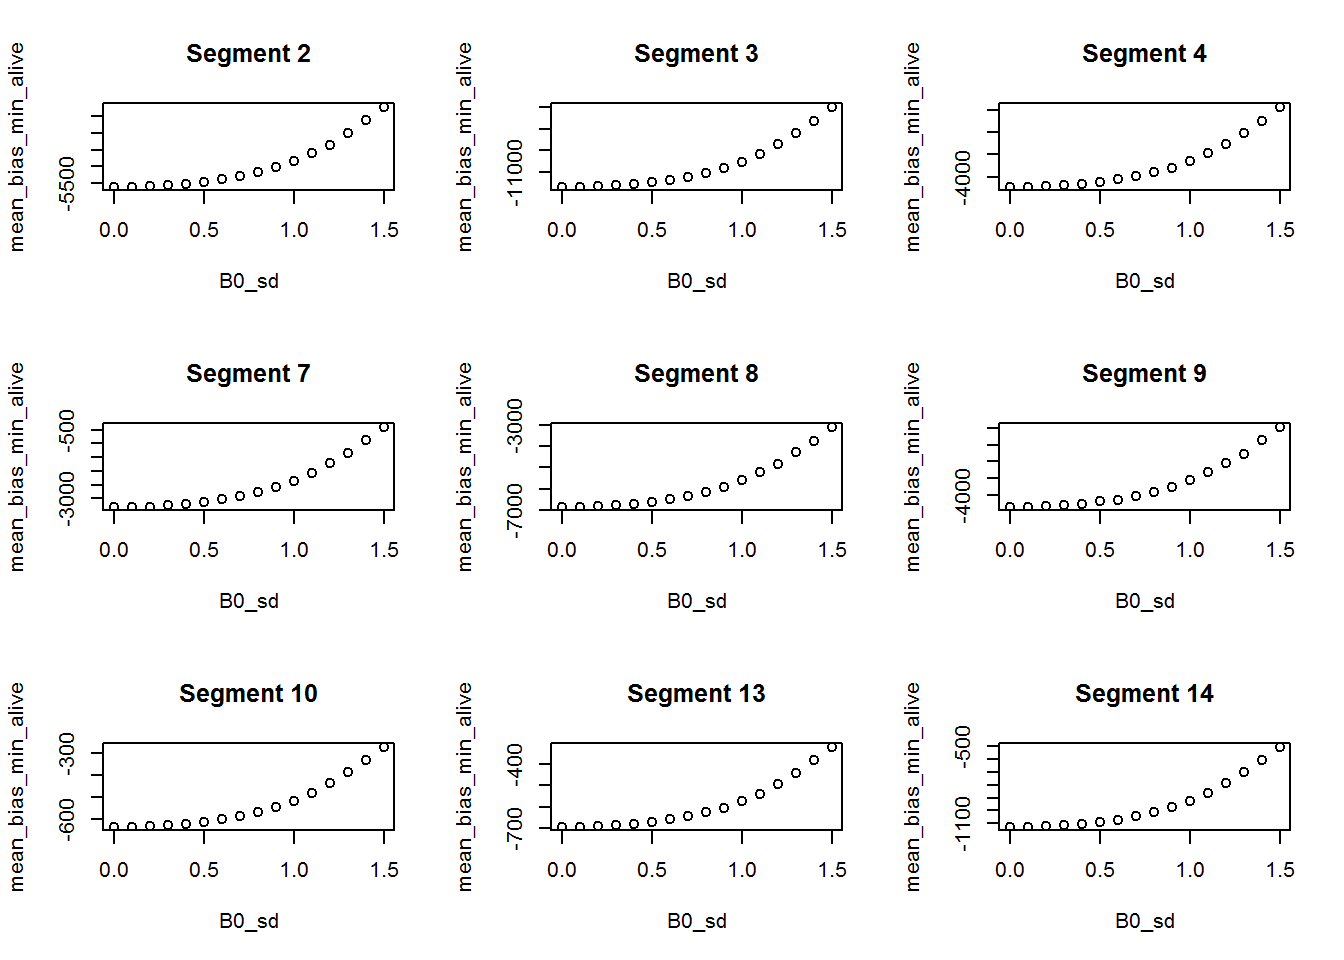 Segment 2
mean_bias_min_alive
-5500
0.0 0.5 1.0 1.5
B0_sd
Segment 3
mean_bias_min_alive
-11000
0.0 0.5 1.0 1.5
B0_sd
Segment 4
mean_bias_min_alive
-4000
0.0 0.5 1.0 1.5
B0_sd
Segment 7
mean_bias_min_alive
-500
-3000
0.0 0.5 1.0 1.5
B0_sd
Segment 8
mean_bias_min_alive
-3000
-7000
0.0 0.5 1.0 1.5
B0_sd
Segment 9
mean_bias_min_alive
-4000
0.0 0.5 1.0 1.5
B0_sd
Segment 10
mean_bias_min_alive
-300
-600
0.0 0.5 1.0 1.5
B0_sd
Segment 13
mean_bias_min_alive
-400
-700
0.0 0.5 1.0 1.5
B0_sd
Segment 14
mean_bias_min_alive
-500
-1100
0.0 0.5 1.0 1.5
B0_sd